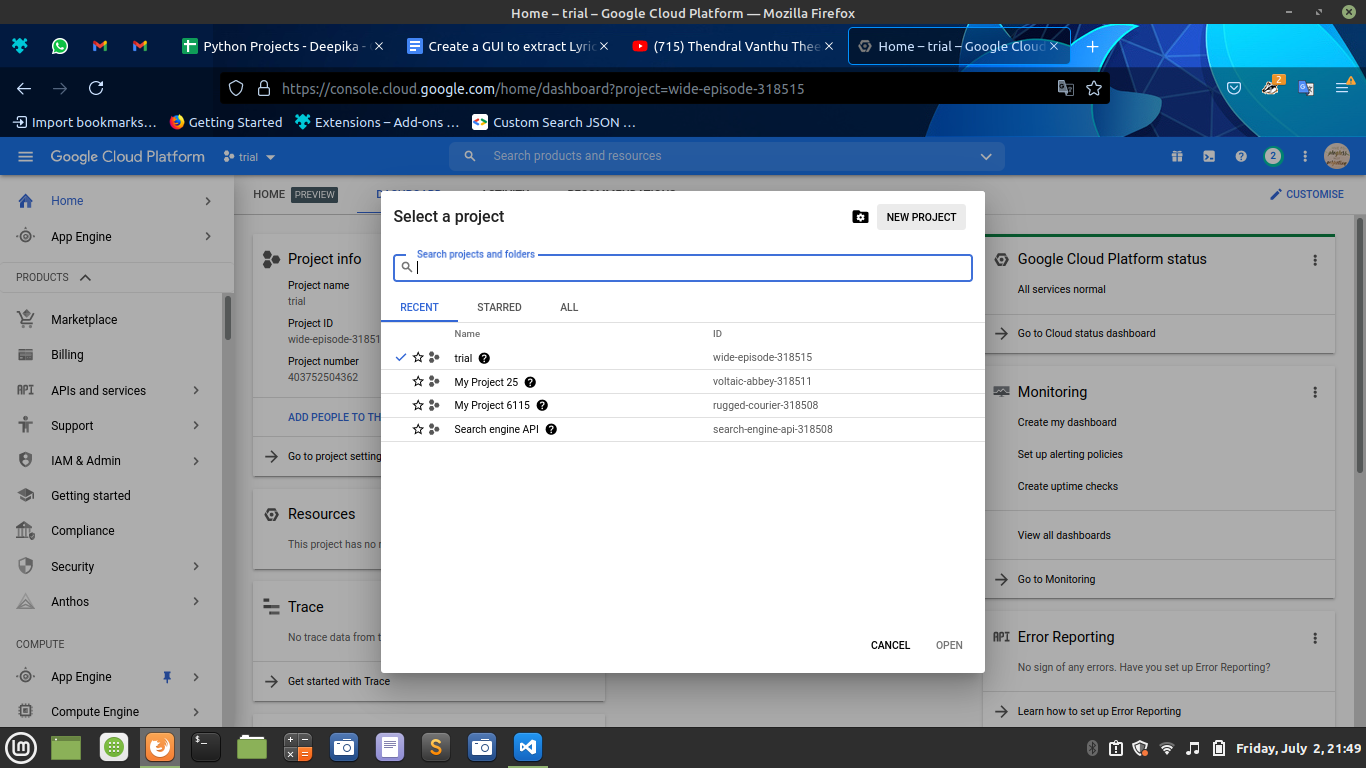 Home – trial – Google Cloud Platform — Mozilla Firefox
Python Projects - Deepika -
Create a GUI to extract Lyric
(715) Thendral Vanthu Thee
Home – trial – Google Cloud
https://console.cloud.google.com/home/dashboard?project=wide-episode-318515
2
Import bookmarks…
Getting Started
Extensions – Add-ons …
Custom Search JSON …
Google Cloud Platform
trial
Search products and resources
2
Home
App Engine
PRODUCTS
Marketplace
Billing
API APIs and services
Support
IAM & Admin
Getting started
Compliance
Security
Anthos
COMPUTE
App Engine
Compute Engine
HOME PREVIEW
CUSTOMISE
Project info
Project name
trial
Project ID
wide-episode-31851
Project number
403752504362
ADD PEOPLE TO TH
Go to project setting
Resources
This project has no r
Trace
No trace data from t
Get started with Trace
Select a project
NEW PROJECT
Search projects and folders
RECENT STARRED ALL
Name ID
trial wide-episode-318515
My Project 25 voltaic-abbey-318511
My Project 6115 rugged-courier-318508
Search engine API search-engine-api-318508
CANCEL OPEN
Google Cloud Platform status
All services normal
Go to Cloud status dashboard
Monitoring
Create my dashboard
Set up alerting policies
Create uptime checks
View all dashboards
Go to Monitoring
API Error Reporting
No sign of any errors. Have you set up Error Reporting?
Learn how to set up Error Reporting
Friday, July 2, 21:49